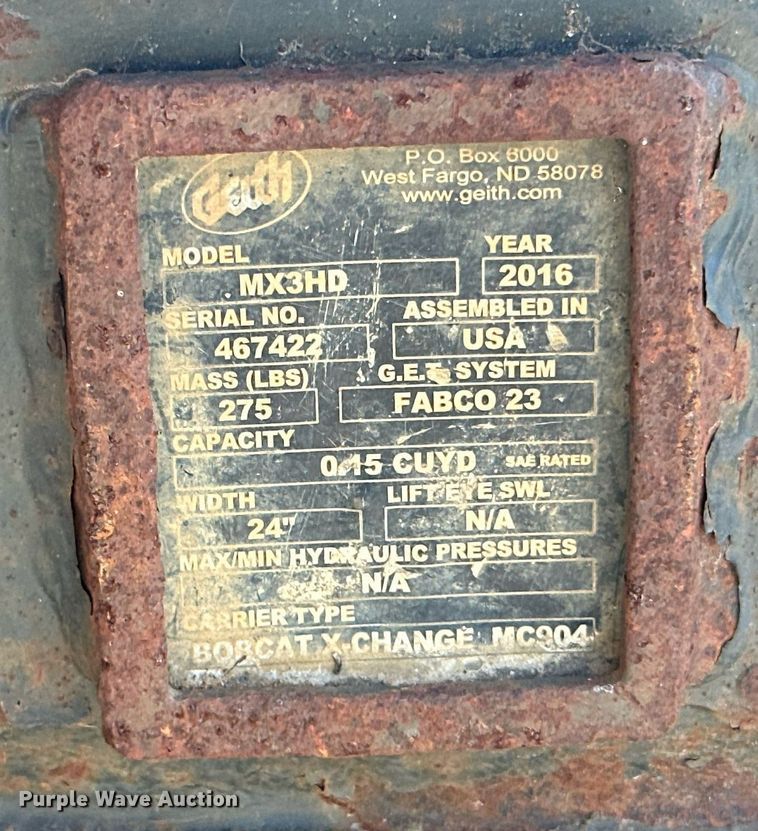 Geith
P.O. Box 6000
West Fargo, ND 58078
www.geith.com
MODEL YEAR
MX3HD 2016
SERIAL NO. ASSEMBLED IN
467422 USA
MASS (LBS) G.E.T. SYSTEM
275 FABCO 23
CAPACITY
0.15 CUYD SAE RATED
WIDTH LIFT EYE SWL
24" N/A
MAX/MIN HYDRAULIC PRESSURES
N/A
CARRIER TYPE
BOBCAT X-CHANGE MC904
Purple Wave Auction